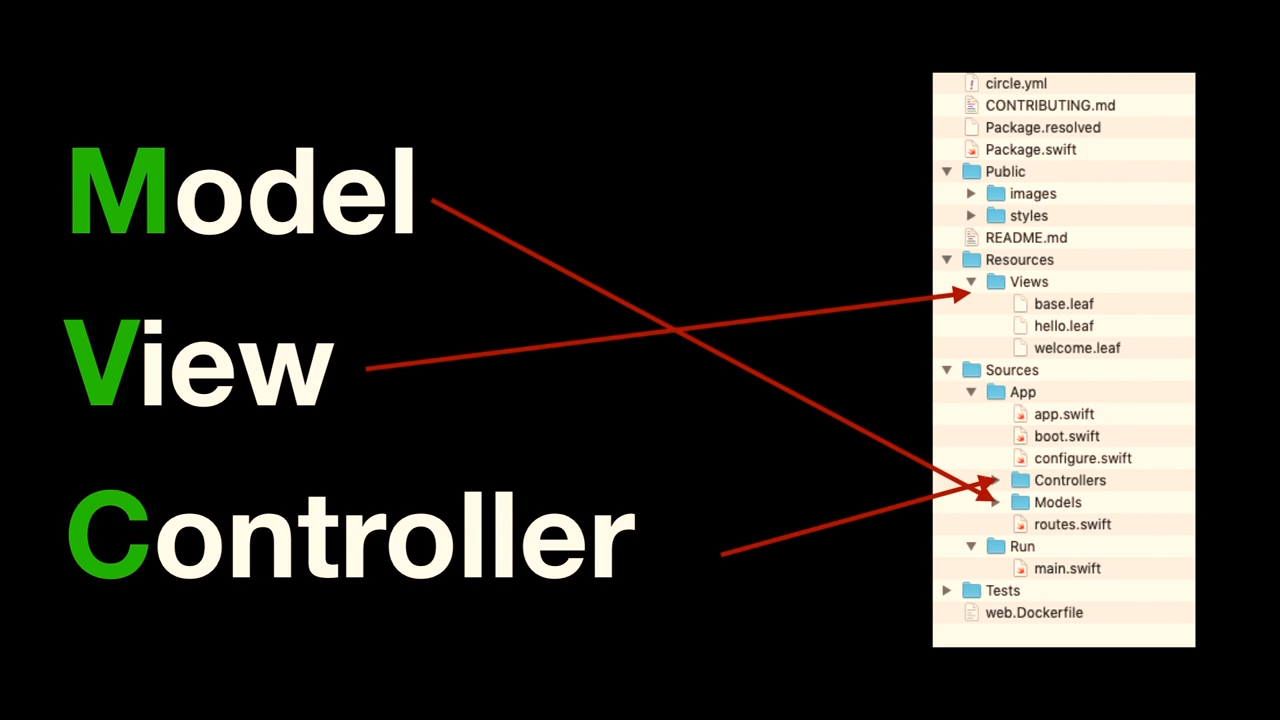 Model
View
Controller
circle.yml
CONTRIBUTING.md
Package.resolved
Package.swift
Public
images
styles
README.md
Resources
Views
base.leaf
hello.leaf
welcome.leaf
Sources
App
app.swift
boot.swift
configure.swift
Controllers
Models
routes.swift
Run
main.swift
Tests
web.Dockerfile